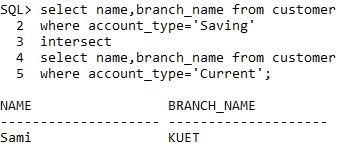 SQL> select name,branch_name from customer
2 where account_type='Saving'
3 intersect
4 select name,branch_name from customer
5 where account_type='Current';
NAME BRANCH_NAME
-------------------- --------------------
Sami KUET